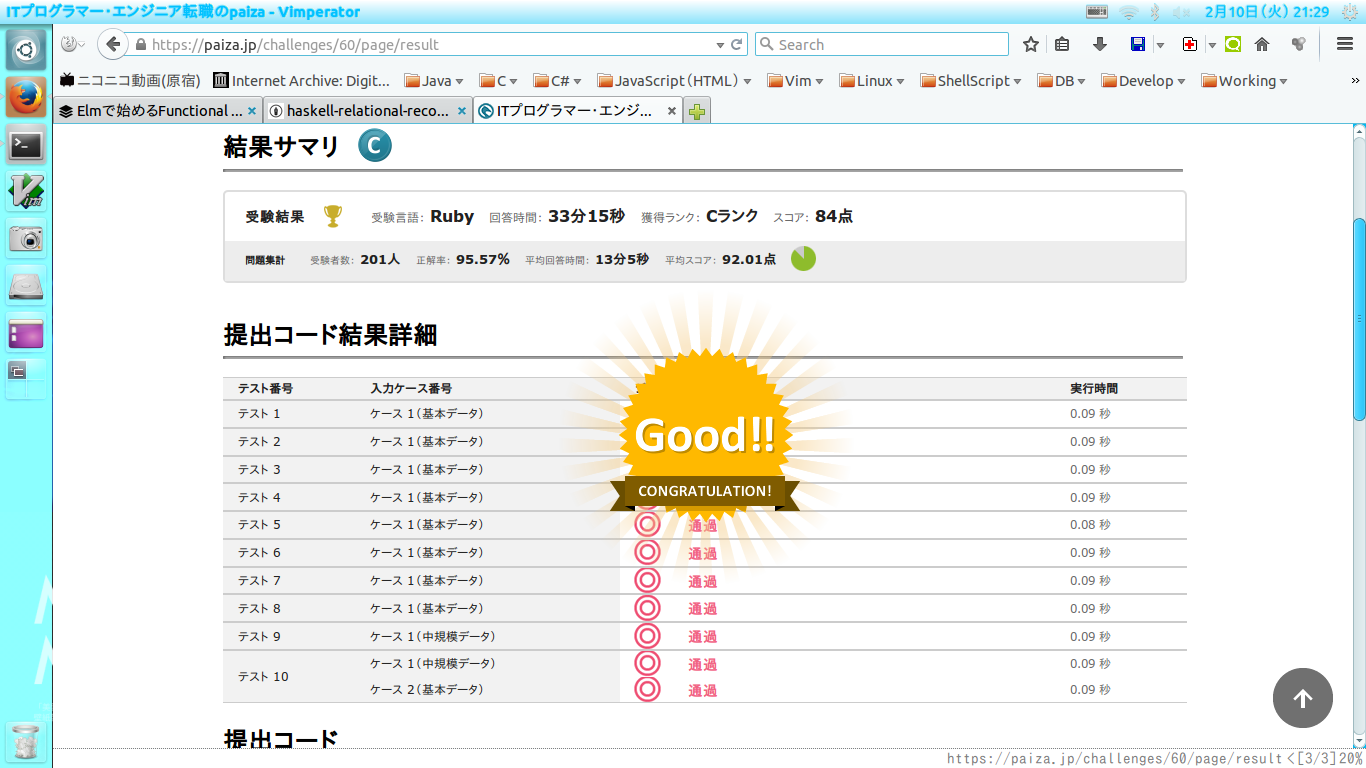 ITプログラマー・エンジニア転職のpaiza - Vimperator
2月10日(火) 21:29
https://paiza.jp/challenges/60/page/result
Search
ニコニコ動画(原宿) Internet Archive: Digit... Java C C# JavaScript(HTML) Vim Linux ShellScript DB Develop Working »
Elmで始めるFunctional ... haskell-relational-reco... ITプログラマー・エンジ...
結果サマリ C
受験結果 受験言語: Ruby 回答時間: 33分15秒 獲得ランク: Cランク スコア: 84点
問題集計 受験者数: 201人 正解率: 95.57% 平均回答時間: 13分5秒 平均スコア: 92.01点
提出コード結果詳細
テスト番号 入力ケース番号 実行時間
テスト 1 ケース 1(基本データ) 0.09 秒
テスト 2 ケース 1(基本データ) 0.09 秒
Good!!
テスト 3 ケース 1(基本データ) 0.09 秒
テスト 4 ケース 1(基本データ) 0.09 秒
CONGRATULATION!
テスト 5 ケース 1(基本データ) 通過 0.08 秒
テスト 6 ケース 1(基本データ) 通過 0.09 秒
テスト 7 ケース 1(基本データ) 通過 0.09 秒
テスト 8 ケース 1(基本データ) 通過 0.09 秒
テスト 9 ケース 1(中規模データ) 通過 0.09 秒
テスト 10 ケース 1(中規模データ) 通過 0.09 秒
ケース 2(基本データ) 通過 0.09 秒
提出コード
https://paiza.jp/challenges/60/page/result <[3/3]20%